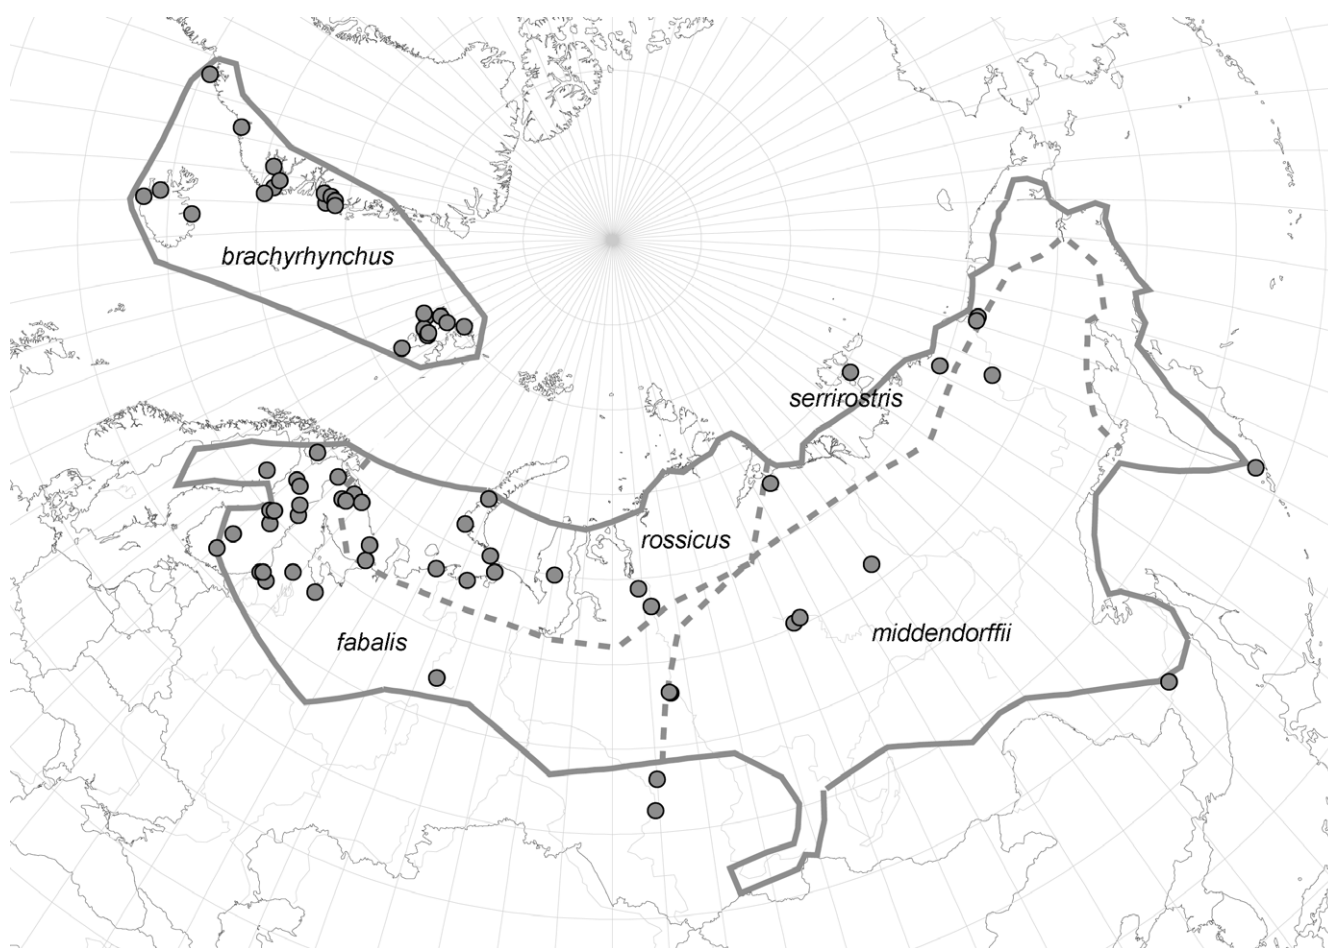 brachyrhynchus
serrirostris
rossicus
fabalis
middendorffii